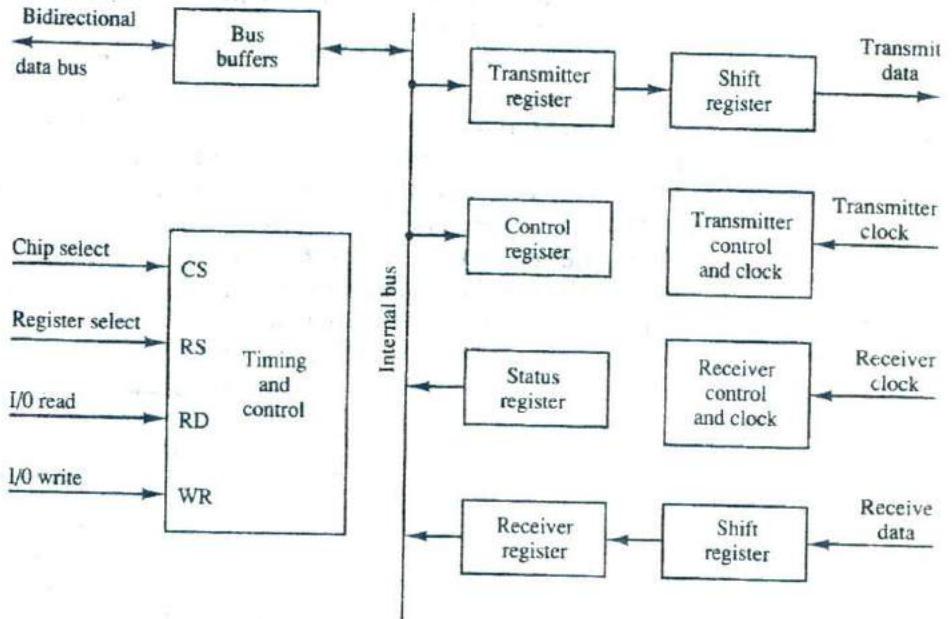 Bidirectional
data bus
Bus
buffers
Transmitter
register
Shift
register
Transmit
data
Control
register
Transmitter
control
and clock
Transmitter
clock
Chip select
CS
Register select
RS
I/0 read
RD
I/0 write
WR
Timing
and
control
Internal bus
Status
register
Receiver
control
and clock
Receiver
clock
Receiver
register
Shift
register
Receive
data